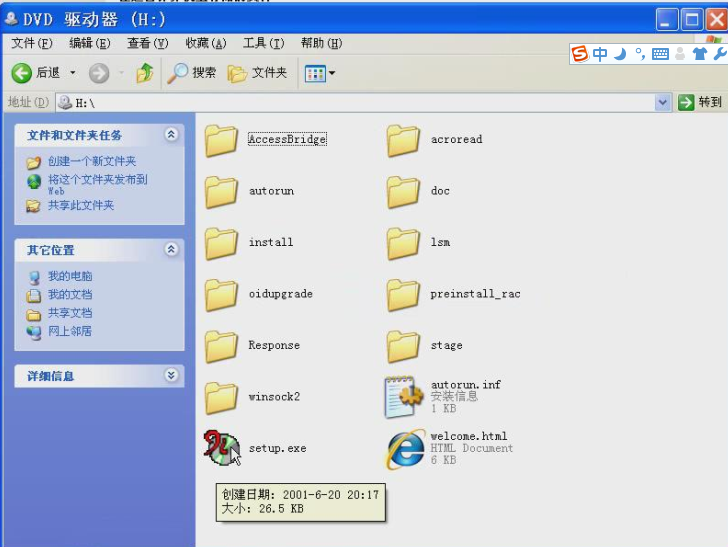 DVD 驱动器 (H:)
文件(F) 编辑(E) 查看(V) 收藏(A) 工具(T) 帮助(H)
中
后退 搜索 文件夹
地址(D) H:\ 转到
文件和文件夹任务
创建一个新文件夹
将这个文件夹发布到
Web
共享此文件夹
其它位置
我的电脑
我的文档
共享文档
网上邻居
详细信息
AccessBridge
acroread
autorun
doc
install
lsm
oidupgrade
preinstall_rac
Response
stage
winsock2
autorun.inf
安装信息
1 KB
setup.exe
welcome.html
HTML Document
6 KB
创建日期: 2001-6-20 20:17
大小: 26.5 KB